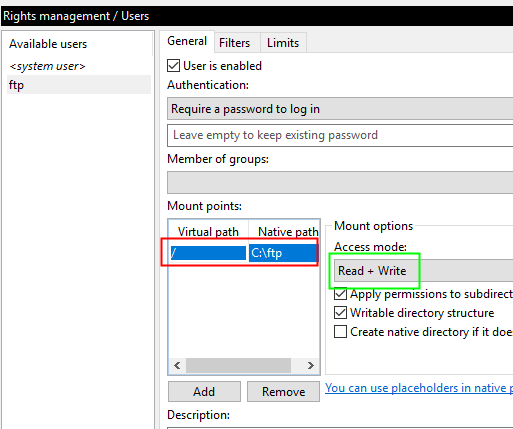 Rights management / Users
Available users
<system user>
ftp
General Filters Limits
User is enabled
Authentication:
Require a password to log in
Leave empty to keep existing password
Member of groups:
Mount points:
Virtual path Native path
/ C:\ftp
Mount options
Access mode:
Read + Write
Apply permissions to subdirect
Writable directory structure
Create native directory if it doe
Add Remove
You can use placeholders in native p
Description: